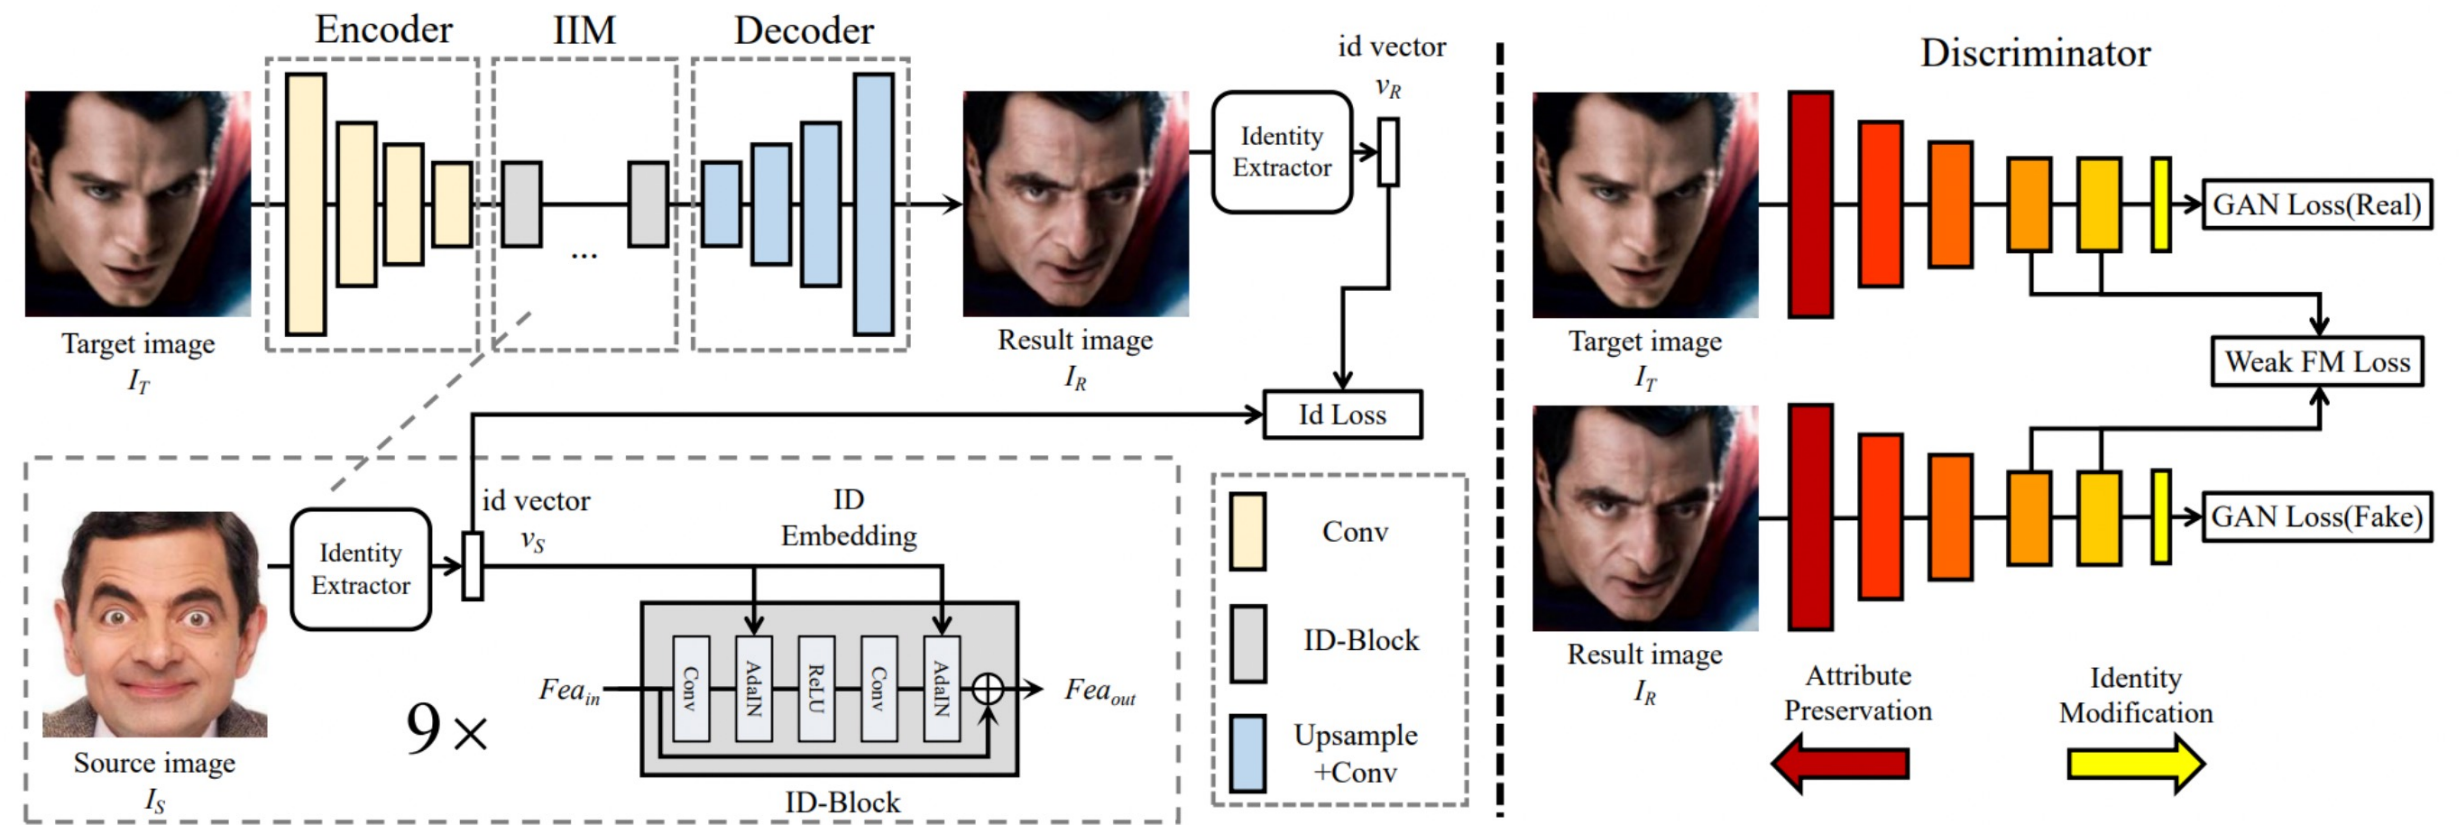 Encoder
IIM
Decoder
id vector
v_R
Discriminator
Identity
Extractor
GAN Loss(Real)
...
Target image
I_T
Result image
I_R
Target image
I_T
Weak FM Loss
Id Loss
id vector
v_S
ID
Embedding
Identity
Extractor
Conv
GAN Loss(Fake)
Conv
AdaIN
ReLU
Conv
AdaIN
Fea_in
Fea_out
9×
ID-Block
Source image
I_S
ID-Block
Upsample
+Conv
Result image
I_R
Attribute
Preservation
Identity
Modification